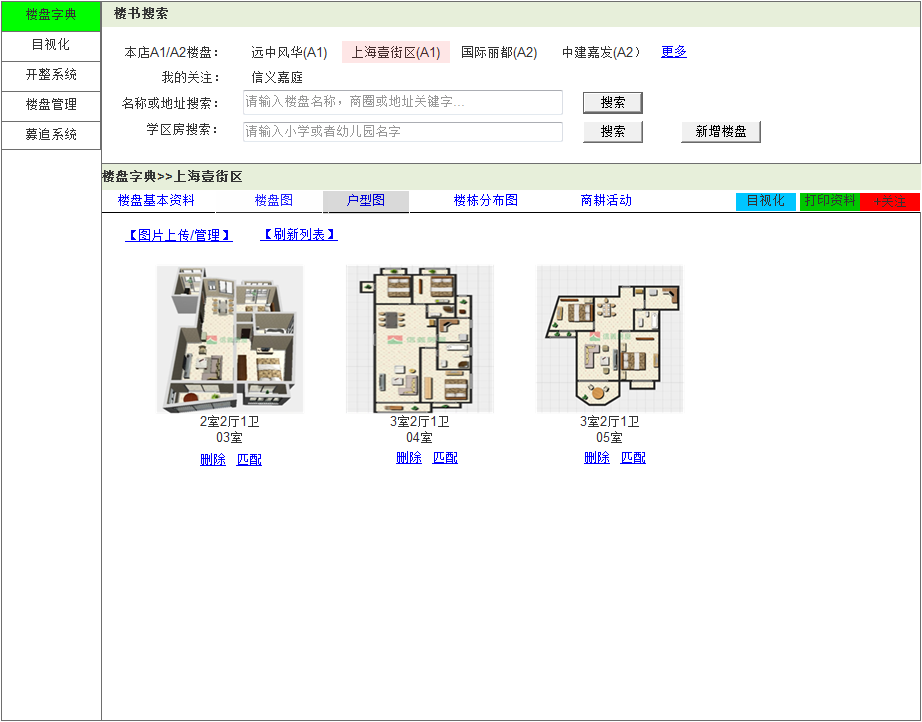 楼盘字典
目视化
开整系统
楼盘管理
募追系统
楼书搜索
本店A1/A2楼盘： 远中风华(A1) 上海壹街区(A1) 国际丽都(A2) 中建嘉发(A2） 更多
我的关注： 信义嘉庭
名称或地址搜索： 请输入楼盘名称，商圈或地址关键字... 搜索
学区房搜索： 请输入小学或者幼儿园名字 搜索 新增楼盘
楼盘字典>>上海壹街区
楼盘基本资料 楼盘图 户型图 楼栋分布图 商耕活动 目视化 打印资料 +关注
【图片上传/管理】 【刷新列表】
2室2厅1卫 3室2厅1卫 3室2厅1卫
03室 04室 05室
删除 匹配 删除 匹配 删除 匹配